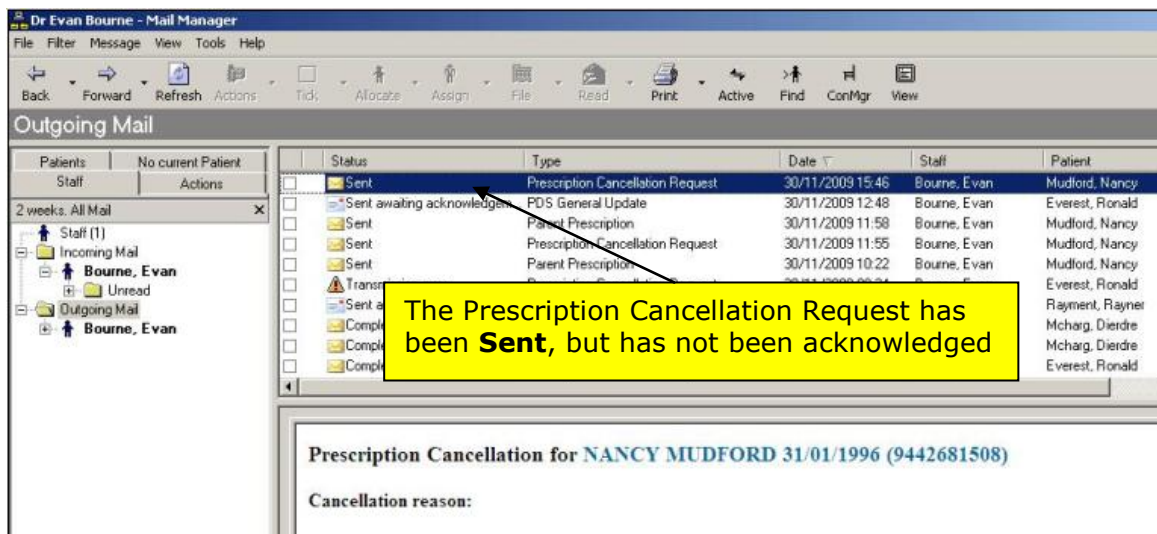 Dr Evan Bourne - Mail Manager
File Filter Message View Tools Help
Back Forward Refresh Actions Tick Allocate Assign File Read Print Active Find ConMgr View
Outgoing Mail
Patients No current Patient
Staff Actions
2 weeks. All Mail
Staff (1)
Incoming Mail
Bourne, Evan
Unread
Outgoing Mail
Bourne, Evan
Status Type Date Staff Patient
Sent Prescription Cancellation Request 30/11/2009 15:46 Bourne, Evan Mudford, Nancy
Sent awaiting acknowledgem PDS General Update 30/11/2009 12:48 Bourne, Evan Everest, Ronald
Sent Parent Prescription 30/11/2009 11:58 Bourne, Evan Mudford, Nancy
Sent Prescription Cancellation Request 30/11/2009 11:55 Bourne, Evan Mudford, Nancy
Sent Parent Prescription 30/11/2009 10:22 Bourne, Evan Mudford, Nancy
Everest, Ronald
Sent a Rayment, Rayner
Comple Mcharg, Dierdre
Comple Mcharg, Dierdre
Comple Everest, Ronald
The Prescription Cancellation Request has
been Sent, but has not been acknowledged
Prescription Cancellation for NANCY MUDFORD 31/01/1996 (9442681508)
Cancellation reason: